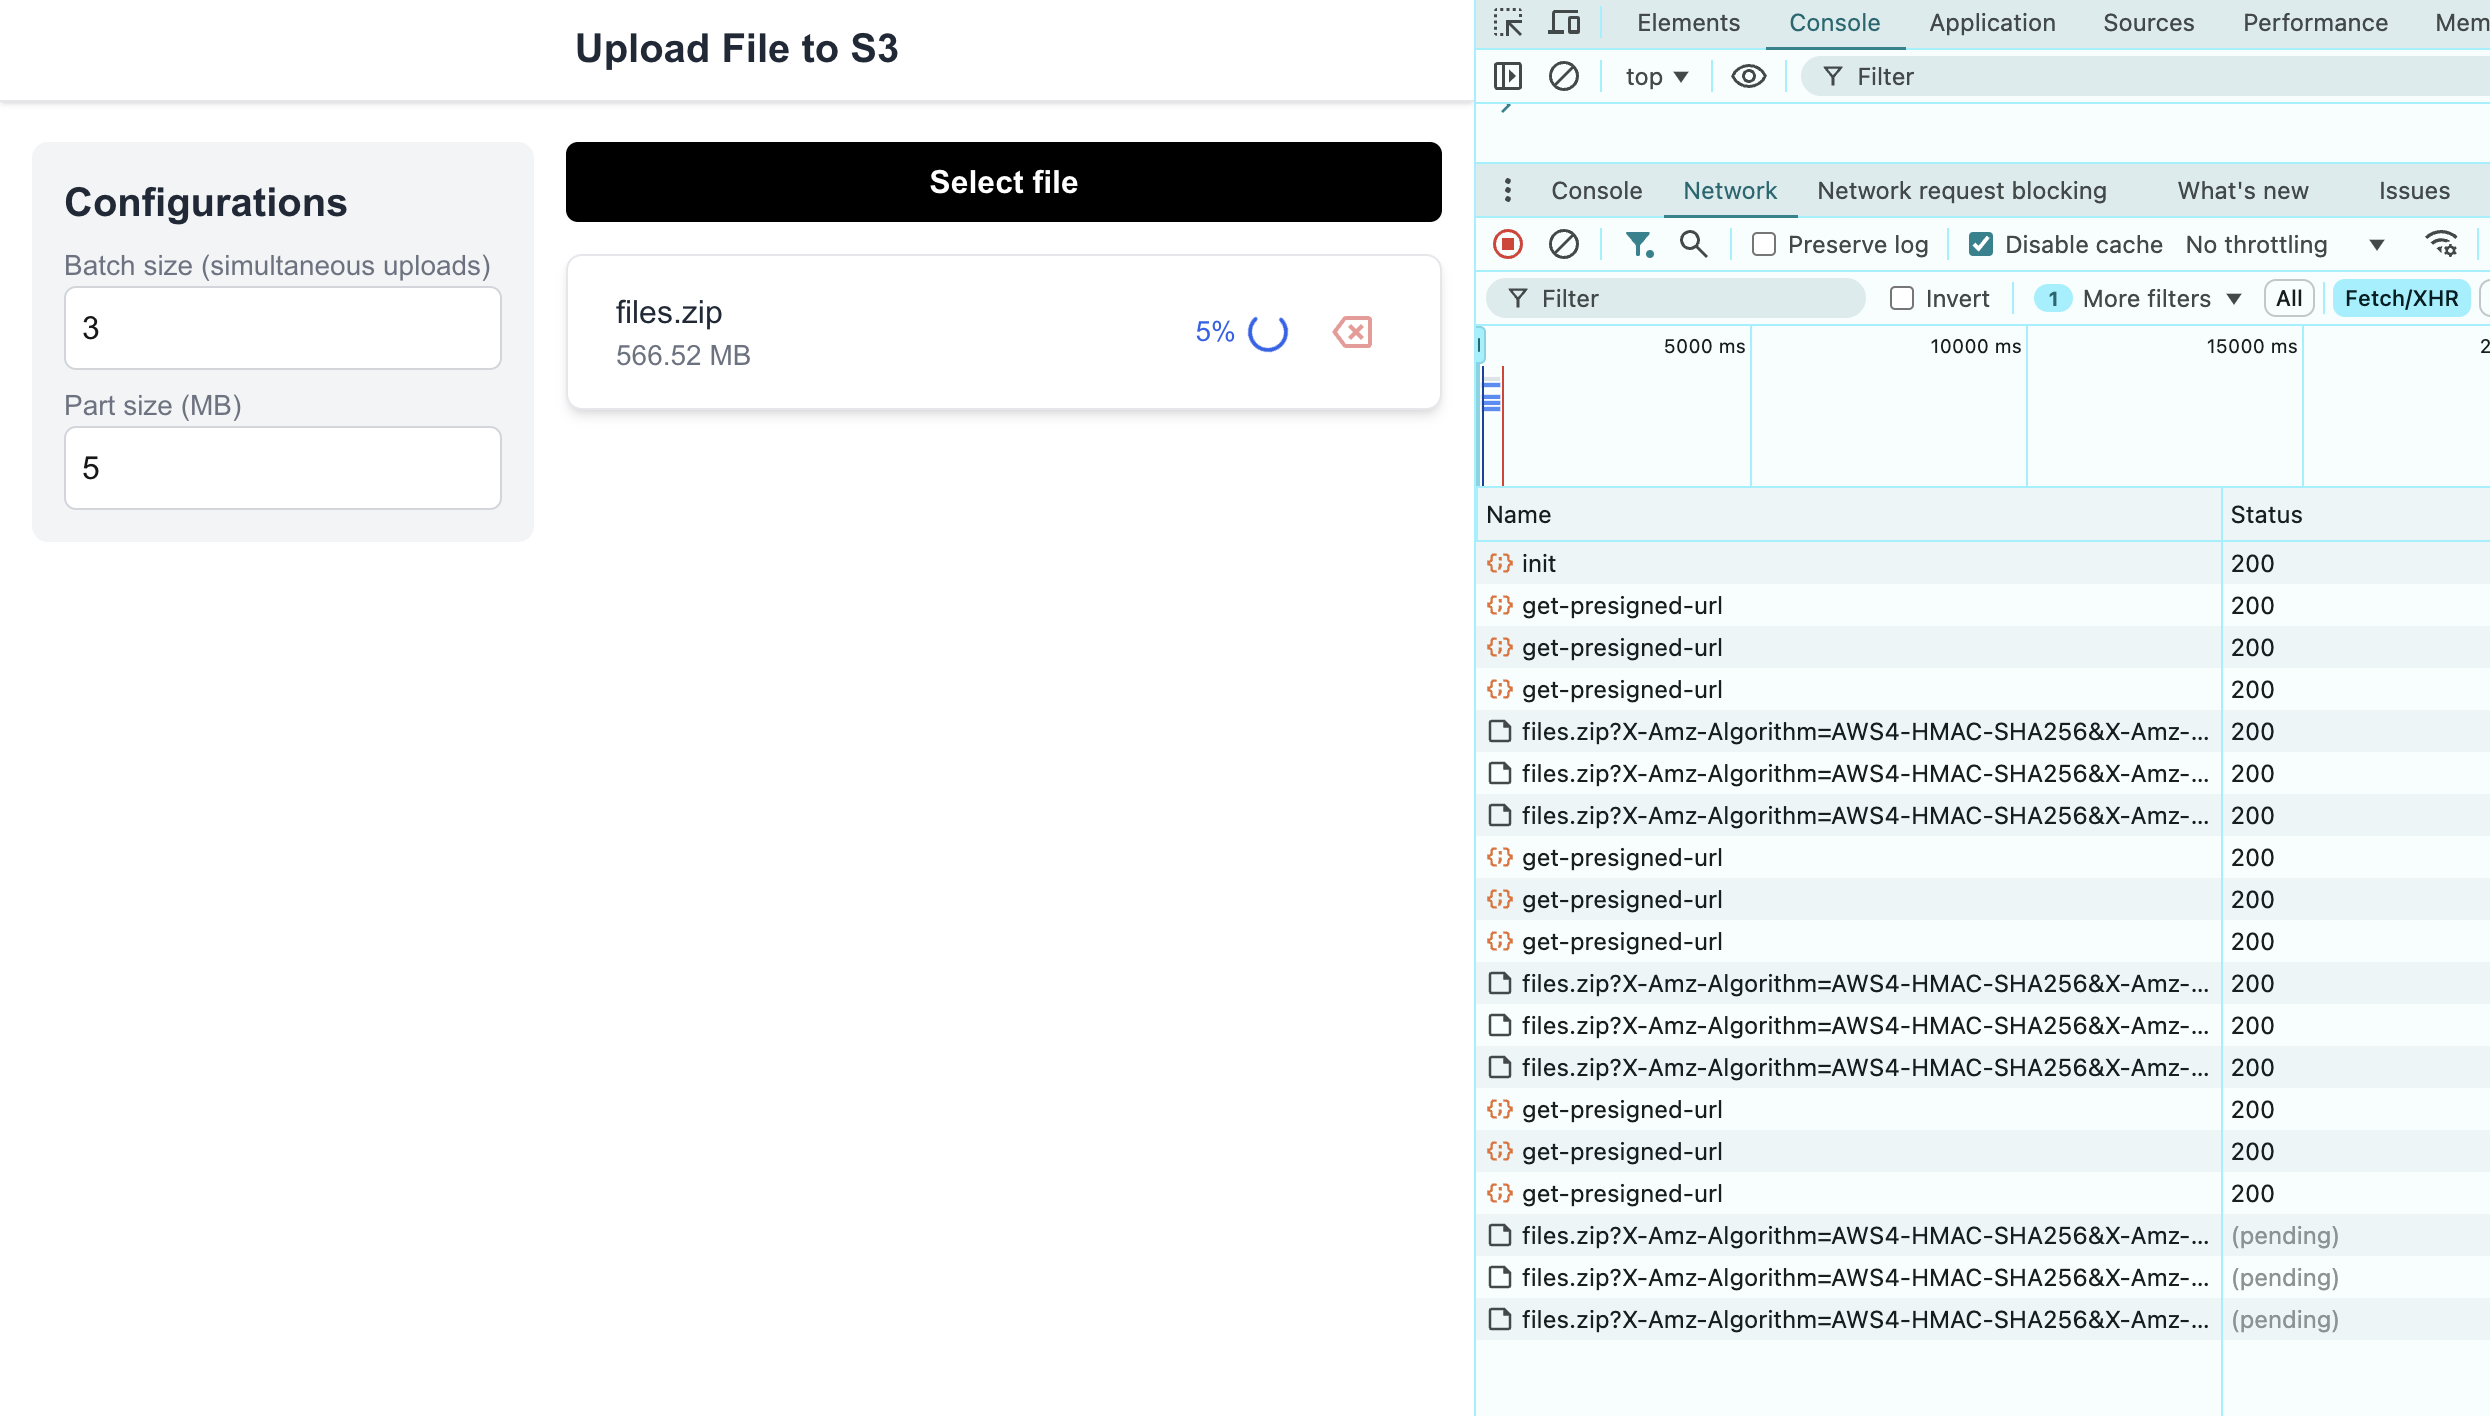 Upload File to S3
Configurations
Batch size (simultaneous uploads)
3
Part size (MB)
5
Select file
files.zip
566.52 MB
5%
Elements Console Application Sources Performance Mem
top Filter
Console Network Network request blocking What's new Issues
Preserve log Disable cache No throttling
Filter Invert 1 More filters All Fetch/XHR
5000 ms 10000 ms 15000 ms 2
Name Status
init 200
get-presigned-url 200
get-presigned-url 200
get-presigned-url 200
files.zip?X-Amz-Algorithm=AWS4-HMAC-SHA256&X-Amz-... 200
files.zip?X-Amz-Algorithm=AWS4-HMAC-SHA256&X-Amz-... 200
files.zip?X-Amz-Algorithm=AWS4-HMAC-SHA256&X-Amz-... 200
get-presigned-url 200
get-presigned-url 200
get-presigned-url 200
files.zip?X-Amz-Algorithm=AWS4-HMAC-SHA256&X-Amz-... 200
files.zip?X-Amz-Algorithm=AWS4-HMAC-SHA256&X-Amz-... 200
files.zip?X-Amz-Algorithm=AWS4-HMAC-SHA256&X-Amz-... 200
get-presigned-url 200
get-presigned-url 200
get-presigned-url 200
files.zip?X-Amz-Algorithm=AWS4-HMAC-SHA256&X-Amz-... (pending)
files.zip?X-Amz-Algorithm=AWS4-HMAC-SHA256&X-Amz-... (pending)
files.zip?X-Amz-Algorithm=AWS4-HMAC-SHA256&X-Amz-... (pending)